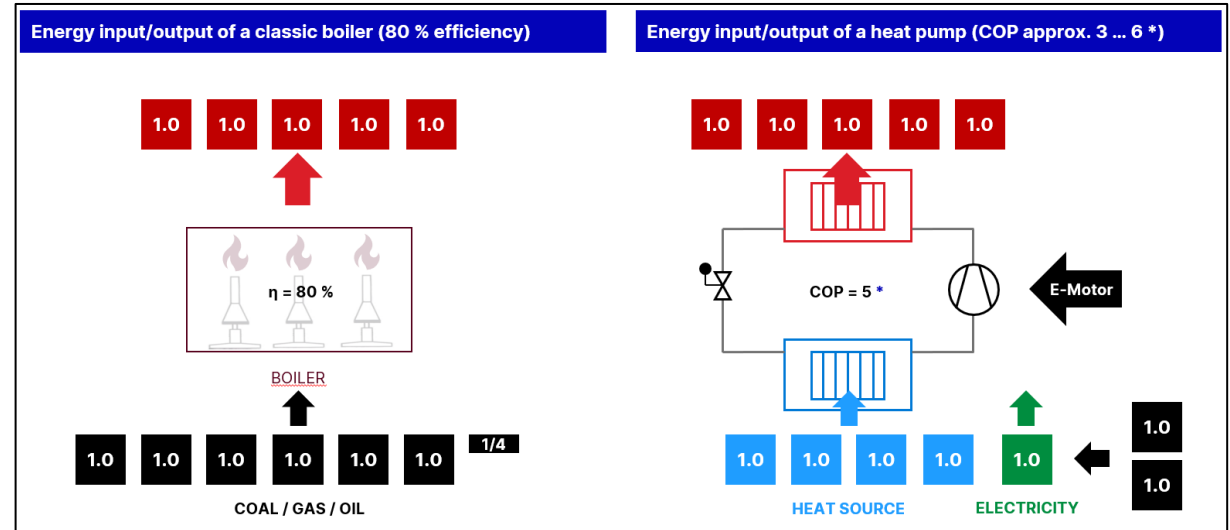 Energy input/output of a classic boiler (80 % efficiency)
1.0 1.0 1.0 1.0 1.0
η = 80 %
BOILER
1.0 1.0 1.0 1.0 1.0 1.0 1/4
COAL / GAS / OIL
Energy input/output of a heat pump (COP approx. 3 ... 6 *)
1.0 1.0 1.0 1.0 1.0
COP = 5 *
E-Motor
1.0 1.0 1.0 1.0
HEAT SOURCE
1.0
ELECTRICITY
1.0
1.0